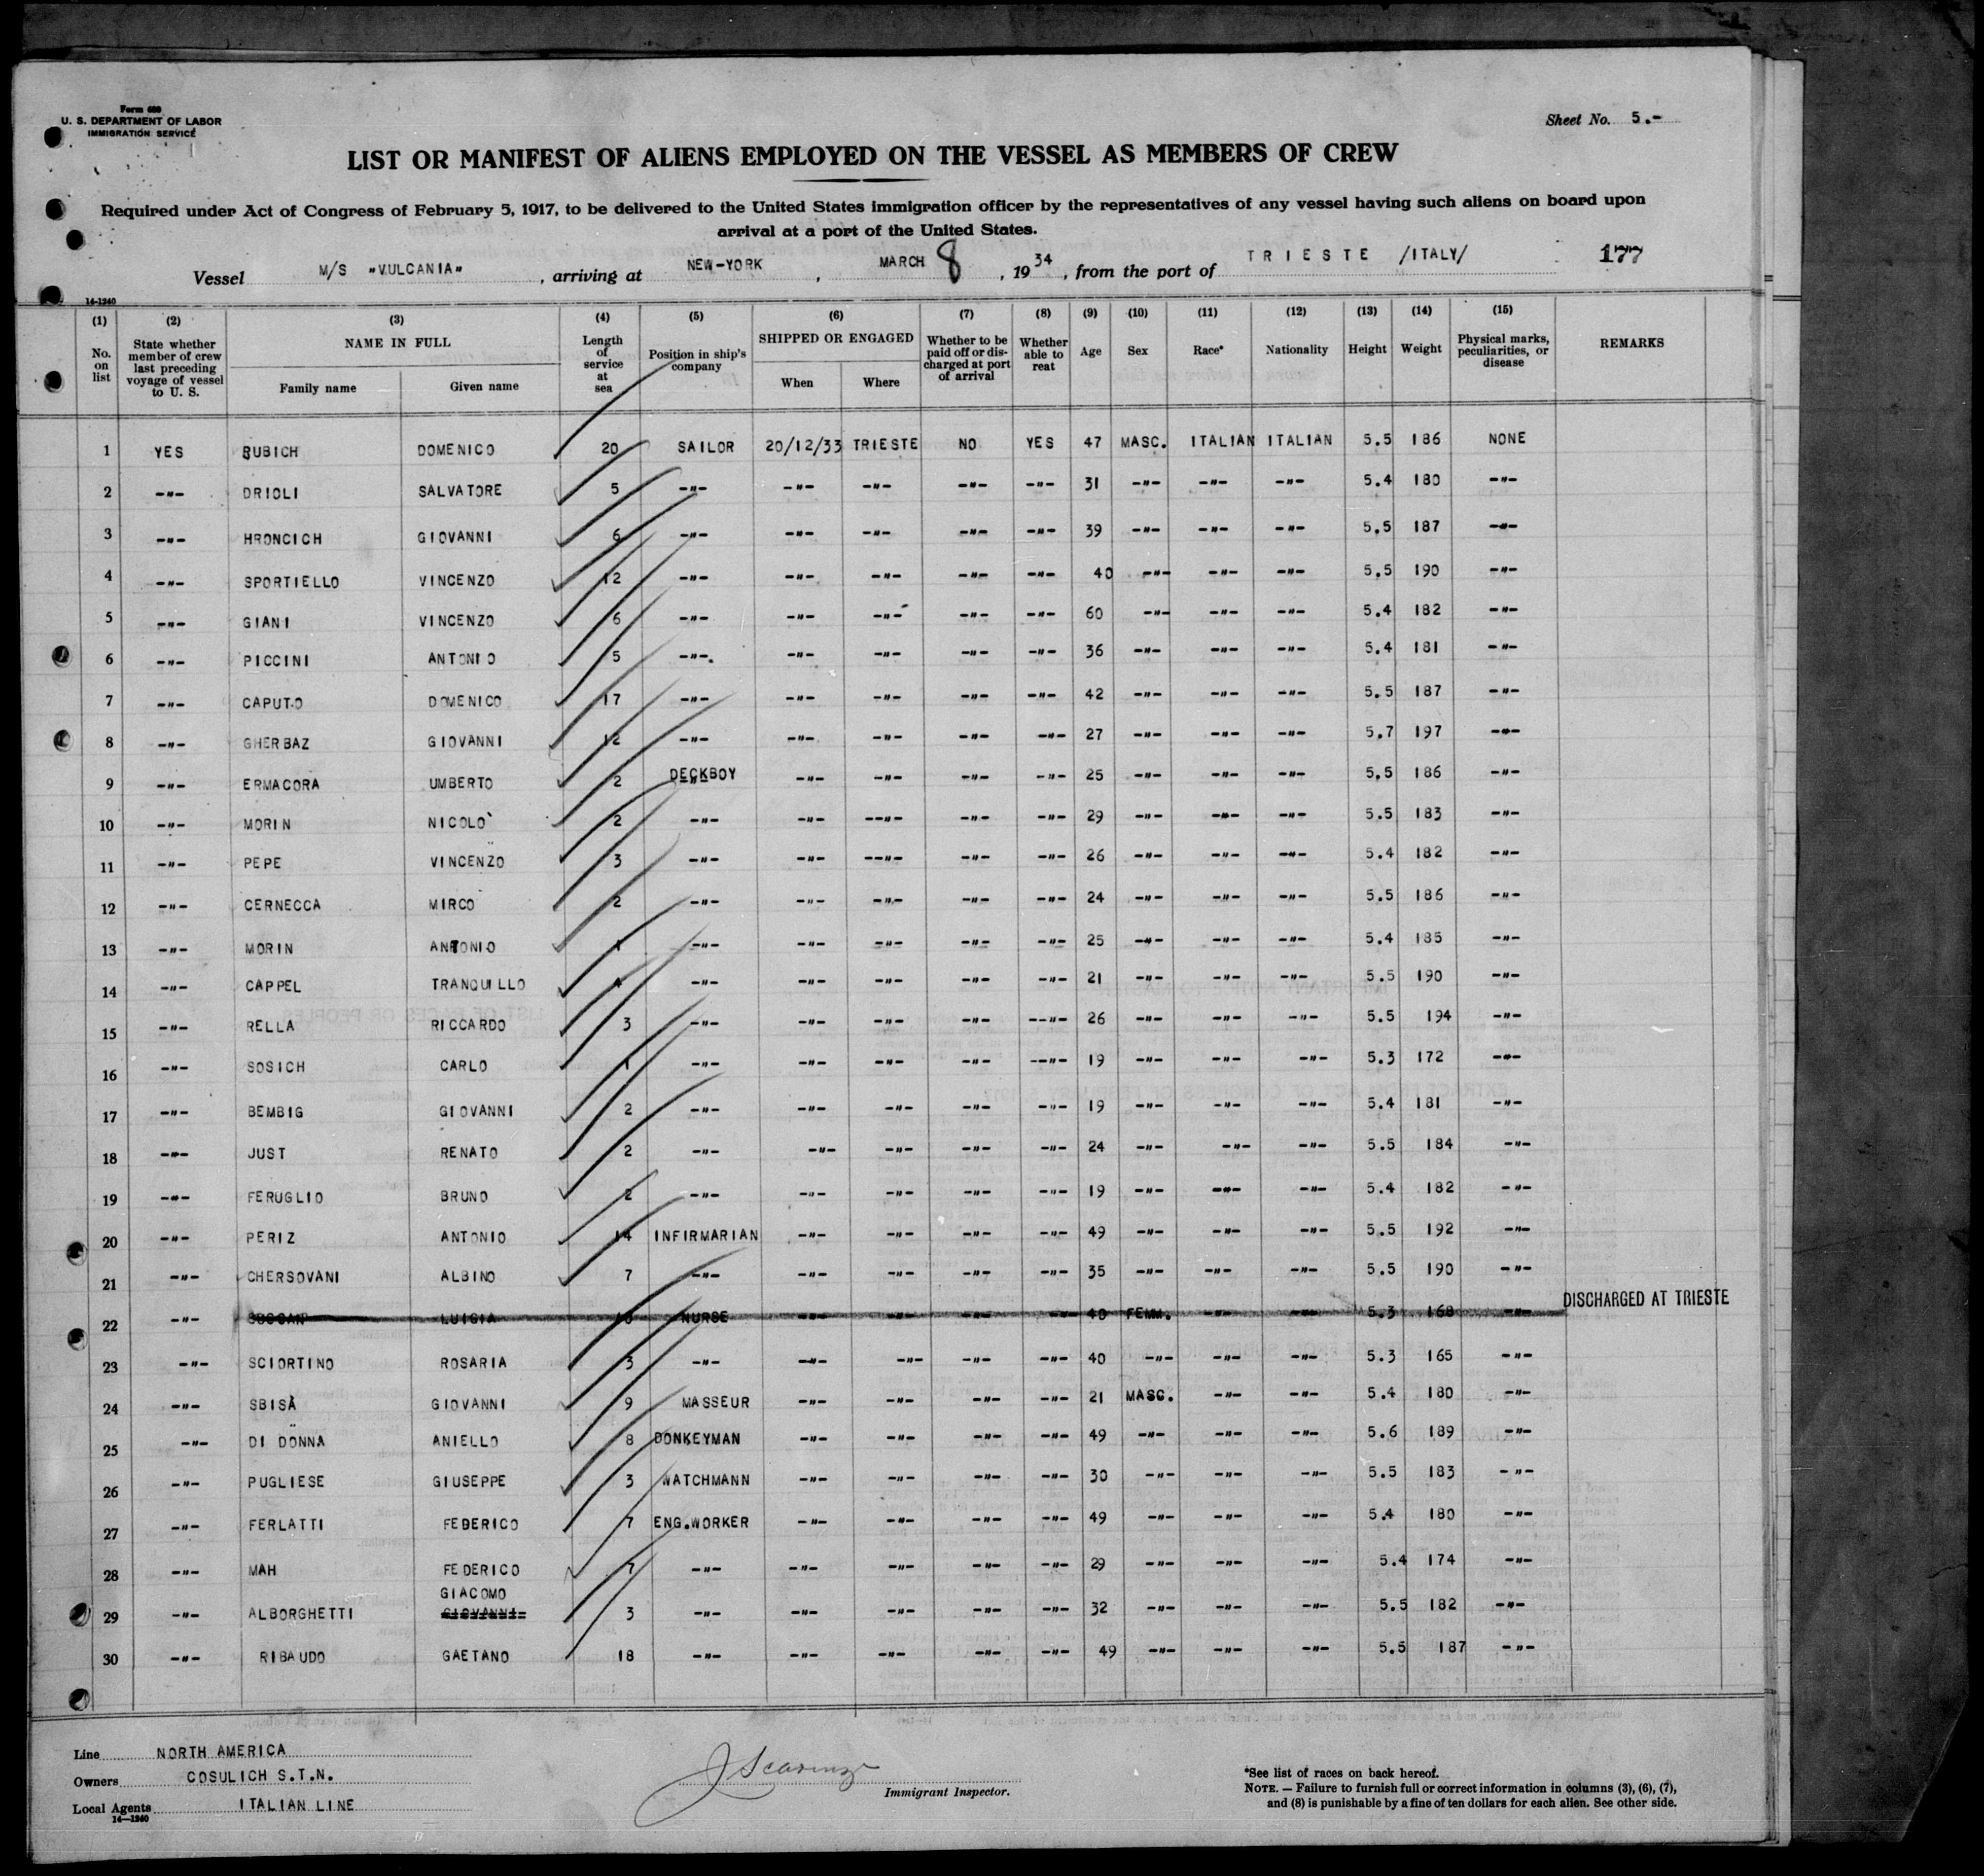 Form 689
U. S. DEPARTMENT OF LABOR
IMMIGRATION SERVICE
Sheet No. 5.-
LIST OR MANIFEST OF ALIENS EMPLOYED ON THE VESSEL AS MEMBERS OF CREW
Required under Act of Congress of February 5, 1917, to be delivered to the United States immigration officer by the representatives of any vessel having such aliens on board upon
arrival at a port of the United States.
Vessel M/S "VULCANIA", arriving at NEW-YORK, MARCH 8, 1934, from the port of TRIESTE /ITALY/ 177
14-1240
(1) (2) (3) (4) (5) (6) (7) (8) (9) (10) (11) (12) (13) (14) (15)
No. on list State whether member of crew last preceding voyage of vessel to U. S. NAME IN FULL Family name Given name Length of service at sea Position in ship's company SHIPPED OR ENGAGED When Where Whether to be paid off or discharged at port of arrival Whether able to reat Age Sex Race* Nationality Height Weight Physical marks, peculiarities, or disease REMARKS
1 YES BUBICH DOMENICO 20 SAILOR 20/12/33 TRIESTE NO YES 47 MASC. ITALIAN ITALIAN 5.5 186 NONE
2 -"- DRIOLI SALVATORE 5 -"- -"- -"- -"- -"- 31 -"- -"- -"- 5.4 180 -"-
3 -"- HRONCICH GIOVANNI 6 -"- -"- -"- -"- -"- 39 -"- -"- -"- 5.5 187 -"-
4 -"- SPORTIELLO VINCENZO 12 -"- -"- -"- -"- -"- 40 -"- -"- -"- 5.5 190 -"-
5 -"- GIANI VINCENZO 6 -"- -"- -"- -"- -"- 60 -"- -"- -"- 5.4 182 -"-
6 -"- PICCINI ANTONIO 5 -"-. -"- -"- -"- -"- 36 -"- -"- -"- 5.4 181 -"-
7 -"- CAPUTO DOMENICO 17 -"- -"- -"- -"- -"- 42 -"- -"- -"- 5.5 187 -"-
8 -"- GHERBAZ GIOVANNI 12 -"- -"- -"- -"- -"- 27 -"- -"- -"- 5.7 197 -"-
9 -"- ERMACORA UMBERTO 2 DECKBOY -"- -"- -"- -"- 25 -"- -"- -"- 5.5 186 -"-
10 -"- MORIN NICOLO` 2 -"- -"- --"- -"- -"- 29 -"- -"- -"- 5.5 183 -"-
11 -"- PEPE VINCENZO 3 -"- -"- --"- -"- -"- 26 -"- -"- -"- 5.4 182 -"-
12 -"- CERNECCA MIRCO 2 -"- -"- -"- -"- -"- 24 -"- -"- -"- 5.5 186 -"-
13 -"- MORIN ANTONIO 1 -"- -"- -"- -"- -"- 25 -"- -"- -"- 5.4 185 -"-
14 -"- CAPPEL TRANQUILLO 4 -"- -"- -"- -"- -"- 21 -"- -"- -"- 5.5 190 -"-
15 -"- RELLA RICCARDO 3 -"- -"- -"- -"- --"- 26 -"- -"- -"- 5.5 194 -"-
16 -"- SOSICH CARLO 1 -"- -"- -"- -"- --"- 19 -"- -"- -"- 5.3 172 -"-
17 -"- BEMBIG GIOVANNI 2 -"- -"- -"- -"- -"- 19 -"- -"- -"- 5.4 181 -"-
18 -"- JUST RENATO 2 -"- -"- -"- -"- -"- 24 -"- -"- -"- 5.5 184 -"-
19 -"- FERUGLIO BRUNO 2 -"- -"- -"- -"- -"- 19 -"- -"- -"- 5.4 182 -"-
20 -"- PERIZ ANTONIO 14 INFIRMARIAN -"- -"- -"- -"- 49 -"- -"- -"- 5.5 192 -"-
21 -"- CHERSOVANI ALBINO 7 -"- -"- -"- -"- -"- 35 -"- -"- -"- 5.5 190 -"-
22 -"- LUIGIA NURSE -"- -"- -"- -"- 40 FEMM. -"- -"- 5.3 168 -"- DISCHARGED AT TRIESTE
23 -"- SCIORTINO ROSARIA 3 -"- -"- -"- -"- -"- 40 -"- -"- -"- 5.3 165 -"-
24 -"- SBISÀ GIOVANNI 9 MASSEUR -"- -"- -"- -"- 21 MASC. -"- -"- 5.4 180 -"-
25 -"- DI DONNA ANIELLO 8 DONKEYMAN -"- -"- -"- -"- 49 -"- -"- -"- 5.6 189 -"-
26 -"- PUGLIESE GIUSEPPE 3 WATCHMANN -"- -"- -"- -"- 30 -"- -"- -"- 5.5 183 -"-
27 -"- FERLATTI FEBERICO 7 ENG.WORKER -"- -"- -"- -"- 49 -"- -"- -"- 5.4 180 -"-
28 -"- MAH FEDERICO 7 -"- -"- -"- -"- -"- 29 -"- -"- -"- 5.4 174 -"-
GIACOMO
29 -"- ALBORGHETTI GIOVANNI 3 -"- -"- -"- -"- -"- 32 -"- -"- -"- 5.5 182 -"-
30 -"- RIBAUDO GAETANO 18 -"- -"- -"- -"- -"- 49 -"- -"- -"- 5.5 187 -"-
Line NORTH AMERICA
Owners COSULICH S.T.N.
Local Agents ITALIAN LINE
14-1240
Immigrant Inspector.
*See list of races on back hereof.
NOTE. — Failure to furnish full or correct information in columns (3), (6), (7),
and (8) is punishable by a fine of ten dollars for each alien. See other side.